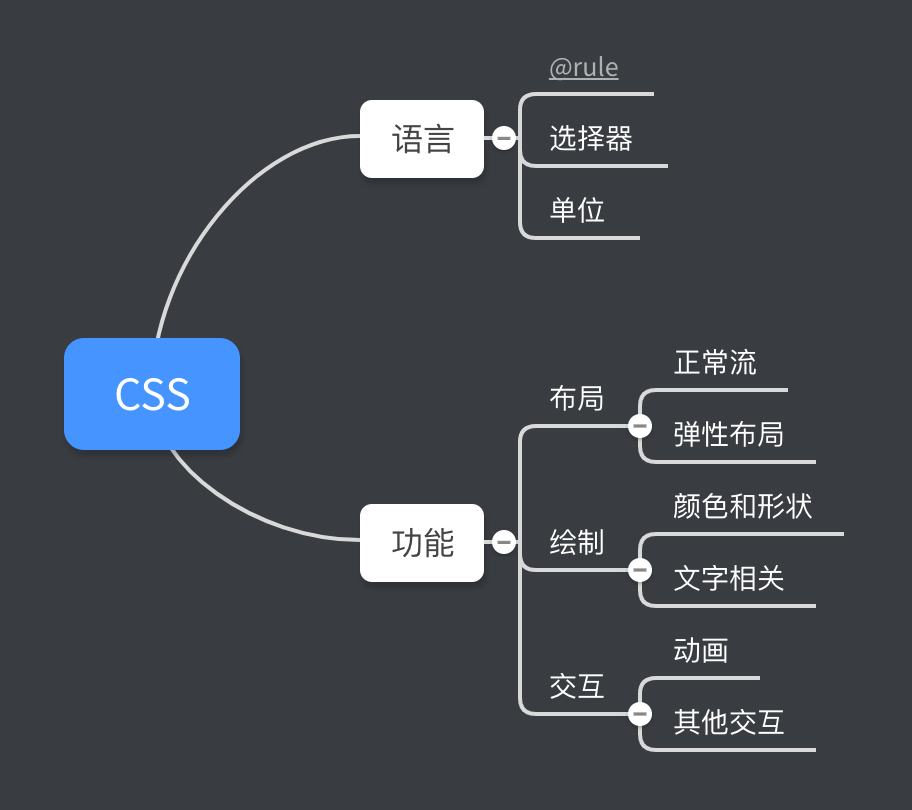 CSS
语言
@rule
选择器
单位
功能
布局
正常流
弹性布局
绘制
颜色和形状
文字相关
交互
动画
其他交互